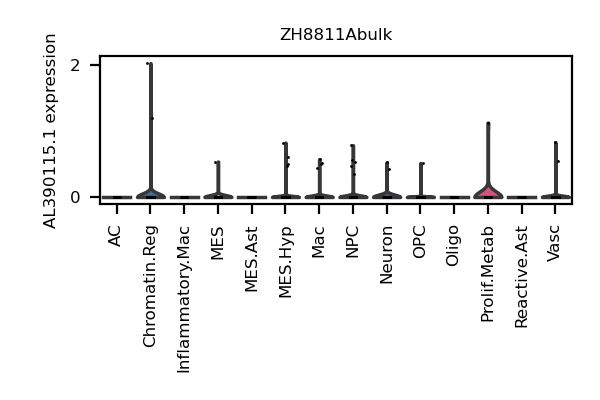 ZH8811Abulk
AL390115.1 expression
2
0
AC
Chromatin.Reg
Inflammatory.Mac
MES
MES.Ast
MES.Hyp
Mac
NPC
Neuron
OPC
Oligo
Prolif.Metab
Reactive.Ast
Vasc